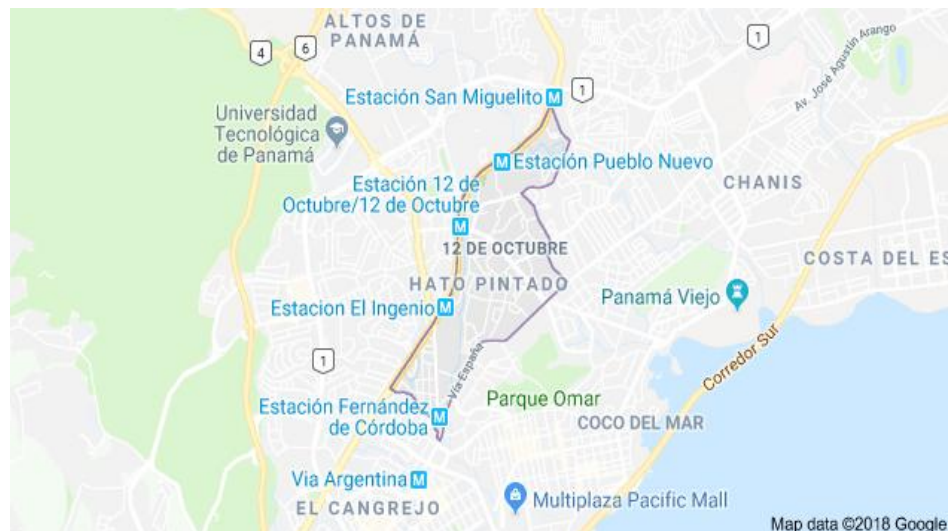 ALTOS DE
PANAMÁ
1
4
6
Av. José Agustín Arango
Estación San Miguelito
M
1
Universidad
Tecnológica
de Panamá
M
Estación Pueblo Nuevo
Estación 12 de
Octubre/12 de Octubre
M
CHANIS
12 DE OCTUBRE
COSTA DEL ES
HATO PINTADO
Panamá Viejo
Estacion El Ingenio
M
1
Vía España
Corredor Sur
Parque Omar
Estación Fernández
de Córdoba
M
COCO DEL MAR
Via Argentina
M
EL CANGREJO
Multiplaza Pacific Mall
Map data ©2018 Google